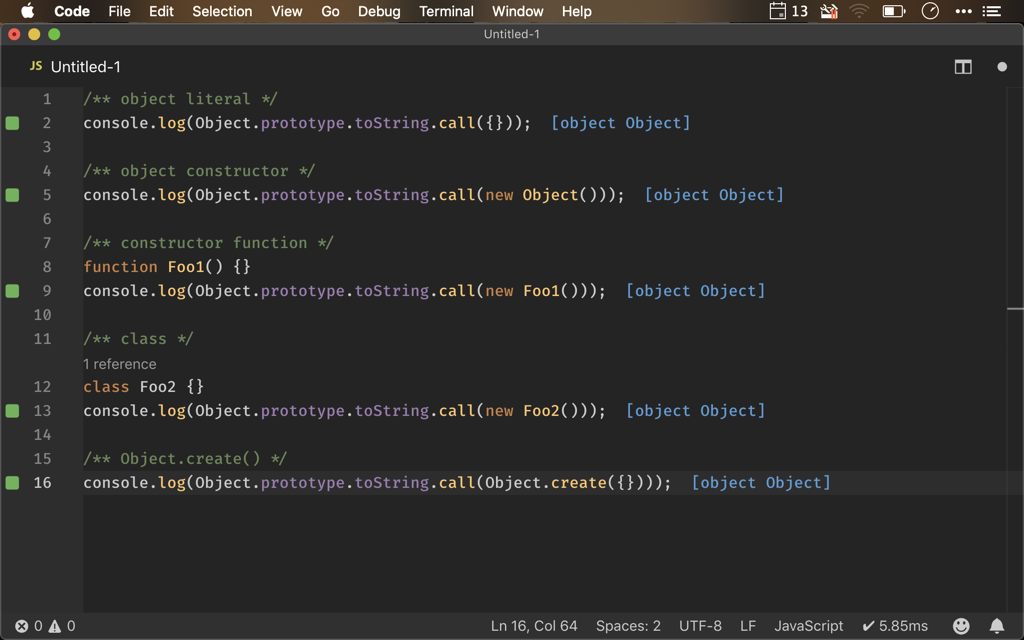 Code File Edit Selection View Go Debug Terminal Window Help 13
Untitled-1
JS Untitled-1
1 /** object literal */
2 console.log(Object.prototype.toString.call({})); [object Object]
3
4 /** object constructor */
5 console.log(Object.prototype.toString.call(new Object())); [object Object]
6
7 /** constructor function */
8 function Foo1() {}
9 console.log(Object.prototype.toString.call(new Foo1())); [object Object]
10
11 /** class */
1 reference
12 class Foo2 {}
13 console.log(Object.prototype.toString.call(new Foo2())); [object Object]
14
15 /** Object.create() */
16 console.log(Object.prototype.toString.call(Object.create({}))); [object Object]
0 0 Ln 16, Col 64 Spaces: 2 UTF-8 LF JavaScript ✔ 5.85ms